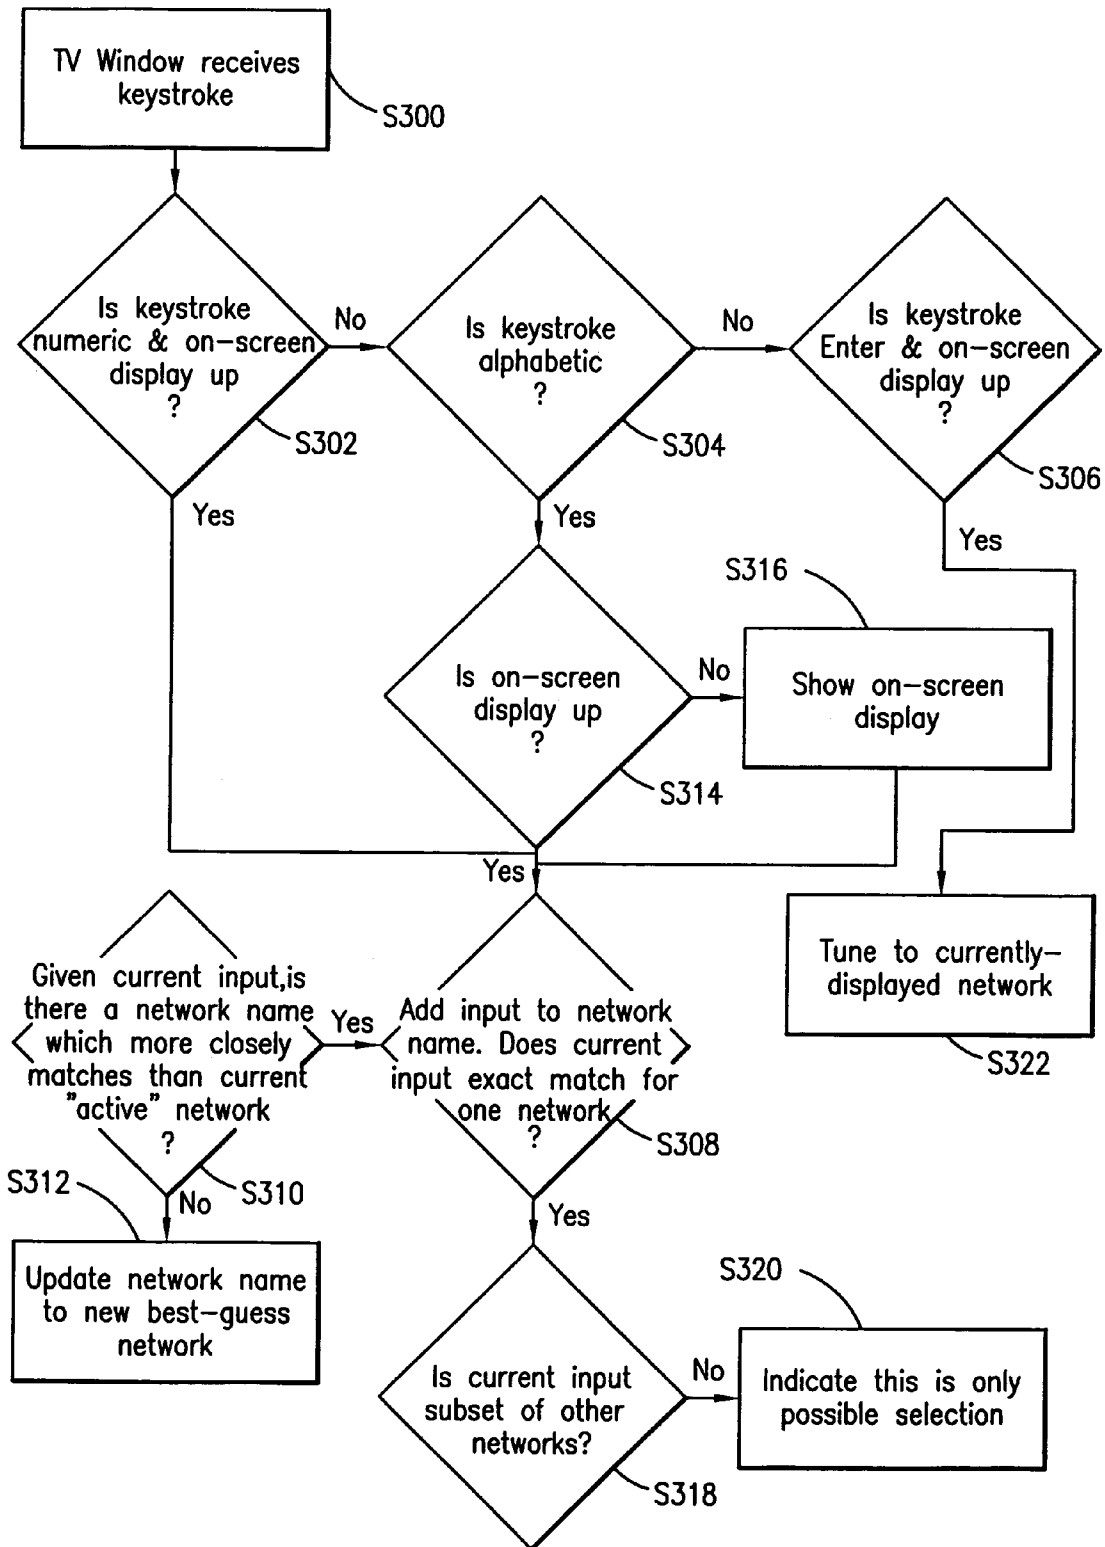 TV Window receives
keystroke
S300
Is keystroke
numeric & on-screen
display up
?
S302
No
Is keystroke
alphabetic
?
S304
No
Is keystroke
Enter & on-screen
display up
?
S306
Yes
Yes
Yes
S316
Is on-screen
display up
?
S314
No
Show on-screen
display
Yes
Given current input,is
there a network name
which more closely
matches than current
"active" network
?
S310
Yes
Add input to network
name. Does current
input exact match for
one network
?
S308
Tune to currently-
displayed network
S322
S312
No
Update network name
to new best-guess
network
Yes
S320
Is current input
subset of other
networks?
S318
No
Indicate this is only
possible selection